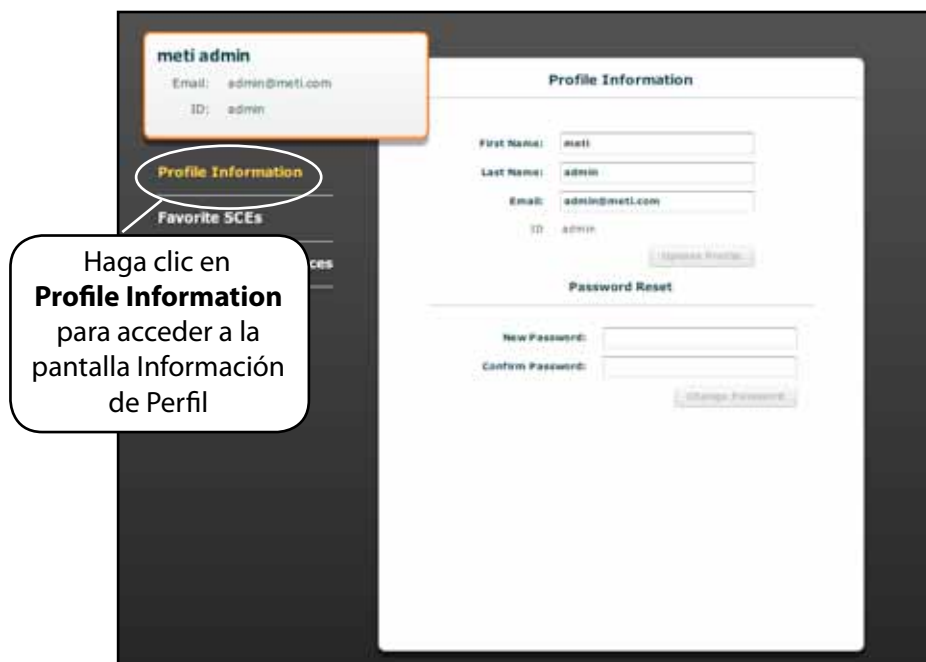 meti admin
Email: admin@meti.com
ID: admin
Profile Information
Favorite SCEs
ces
Haga clic en
Profile Information
para acceder a la
pantalla Información
de Perfil
Profile Information
First Name: meti
Last Name: admin
Email: admin@meti.com
ID admin
Update Profile
Password Reset
New Password:
Confirm Password:
Change Password